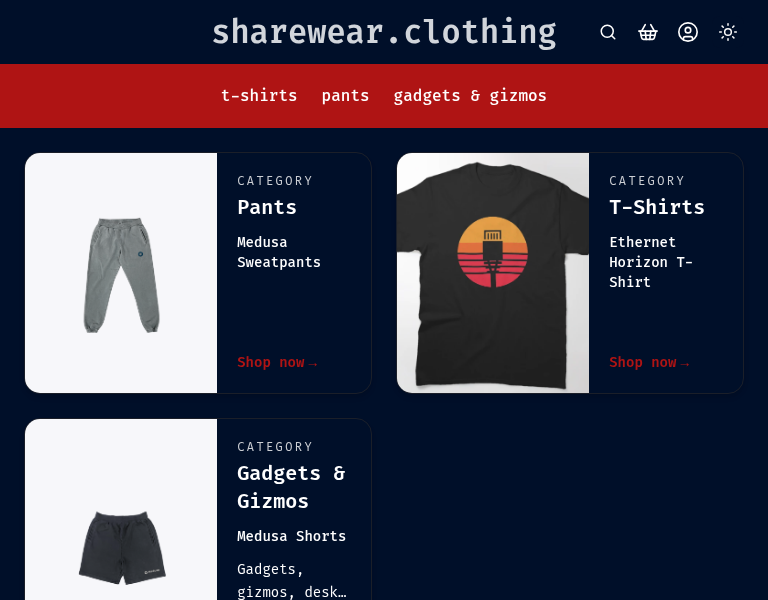 sharewear.clothing
t-shirts pants gadgets & gizmos
CATEGORY
Pants
Medusa
Sweatpants
Shop now →
CATEGORY
T-Shirts
Ethernet
Horizon T-
Shirt
Shop now →
CATEGORY
Gadgets &
Gizmos
Medusa Shorts
Gadgets,
gizmos, desk…